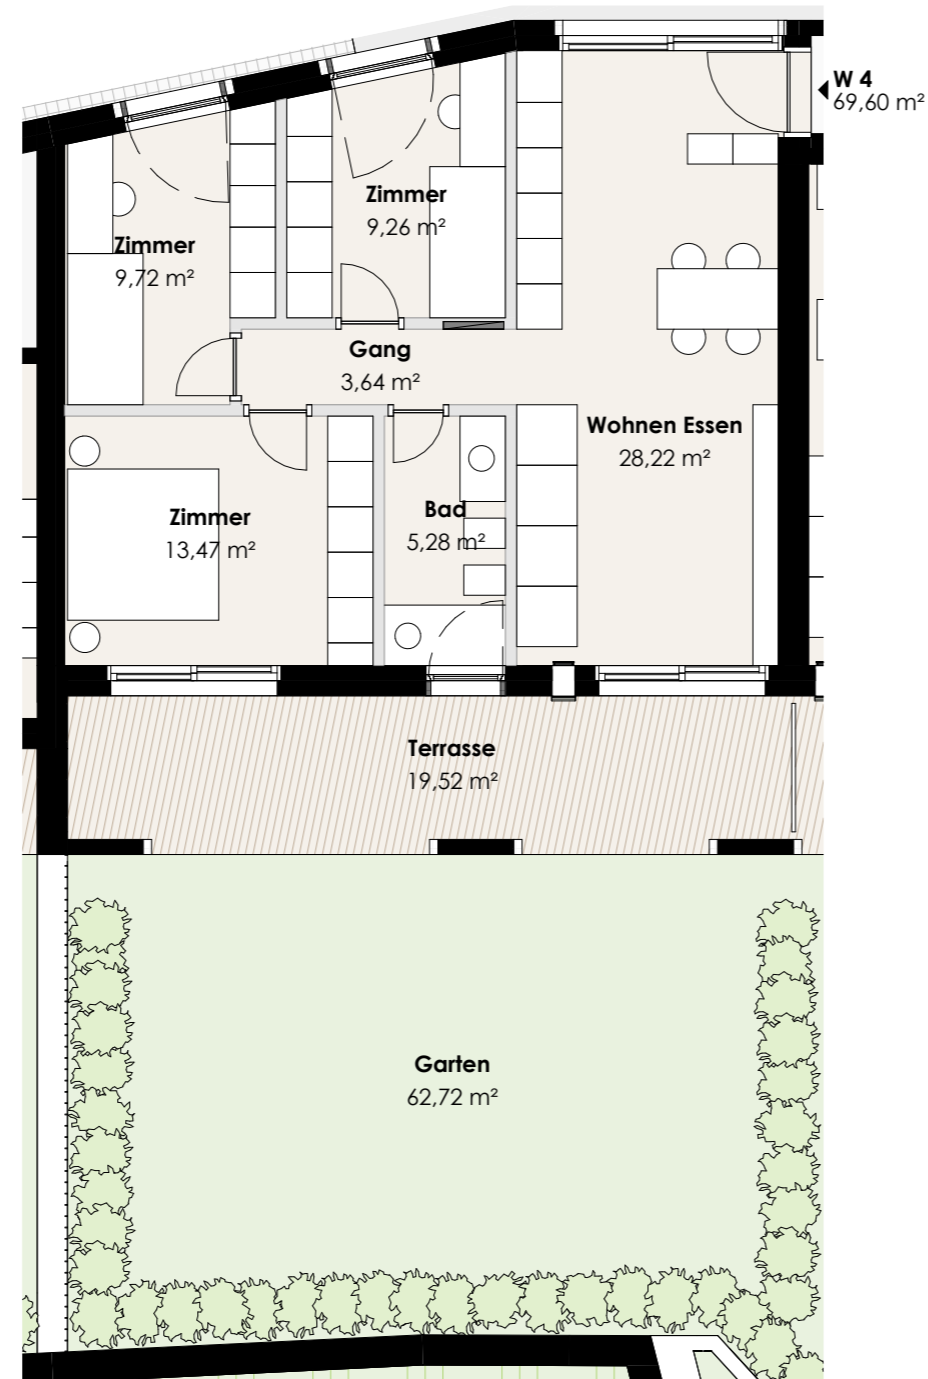 W 4
69,60 m²
Zimmer
9,26 m²
Zimmer
9,72 m²
Gang
3,64 m²
Wohnen Essen
28,22 m²
Zimmer
13,47 m²
Bad
5,28 m²
Terrasse
19,52 m²
Garten
62,72 m²